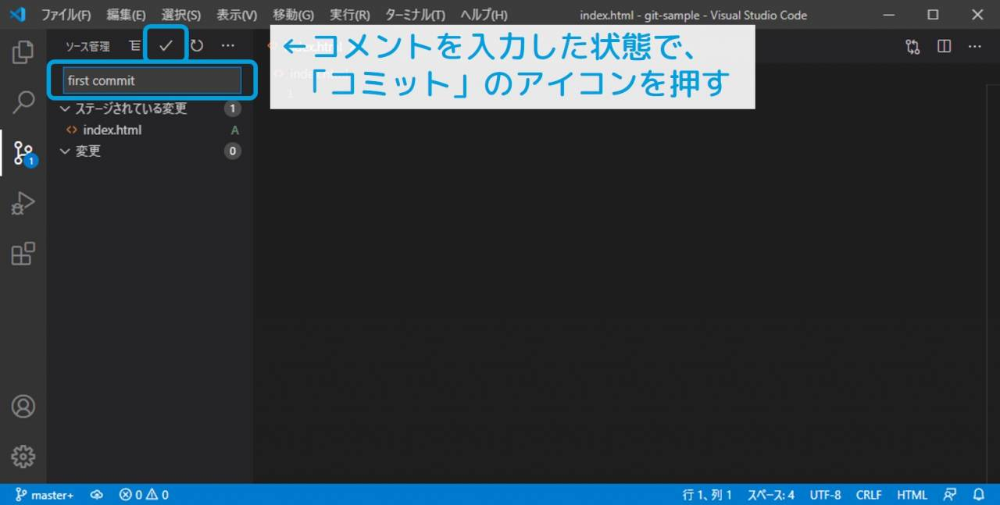 ファイル(F) 編集(E) 選択(S) 表示(V) 移動(G) 実行(R) ターミナル(T) ヘルプ(H) index.html - git-sample - Visual Studio Code
ソース管理
←コメントを入力した状態で、
「コミット」のアイコンを押す
first commit
ステージされている変更 1
index.html A
変更 0
1
master+ 0 0 行 1、列 1 スペース: 4 UTF-8 CRLF HTML